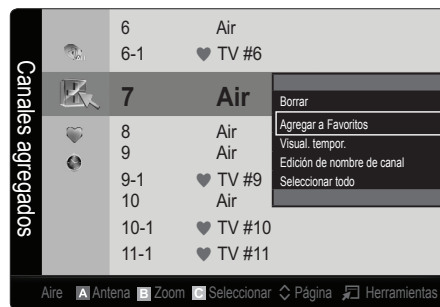 Canales agregados
6 Air
6-1 ♥ TV #6
7 Air
8 Air
9 Air
9-1 ♥ TV #9
10 Air
10-1 ♥ TV #10
11-1 ♥ TV #11
Borrar
Agregar a Favoritos
Visual. tempor.
Edición de nombre de canal
Seleccionar todo
Aire A Antena B Zoom C Seleccionar Página Herramientas